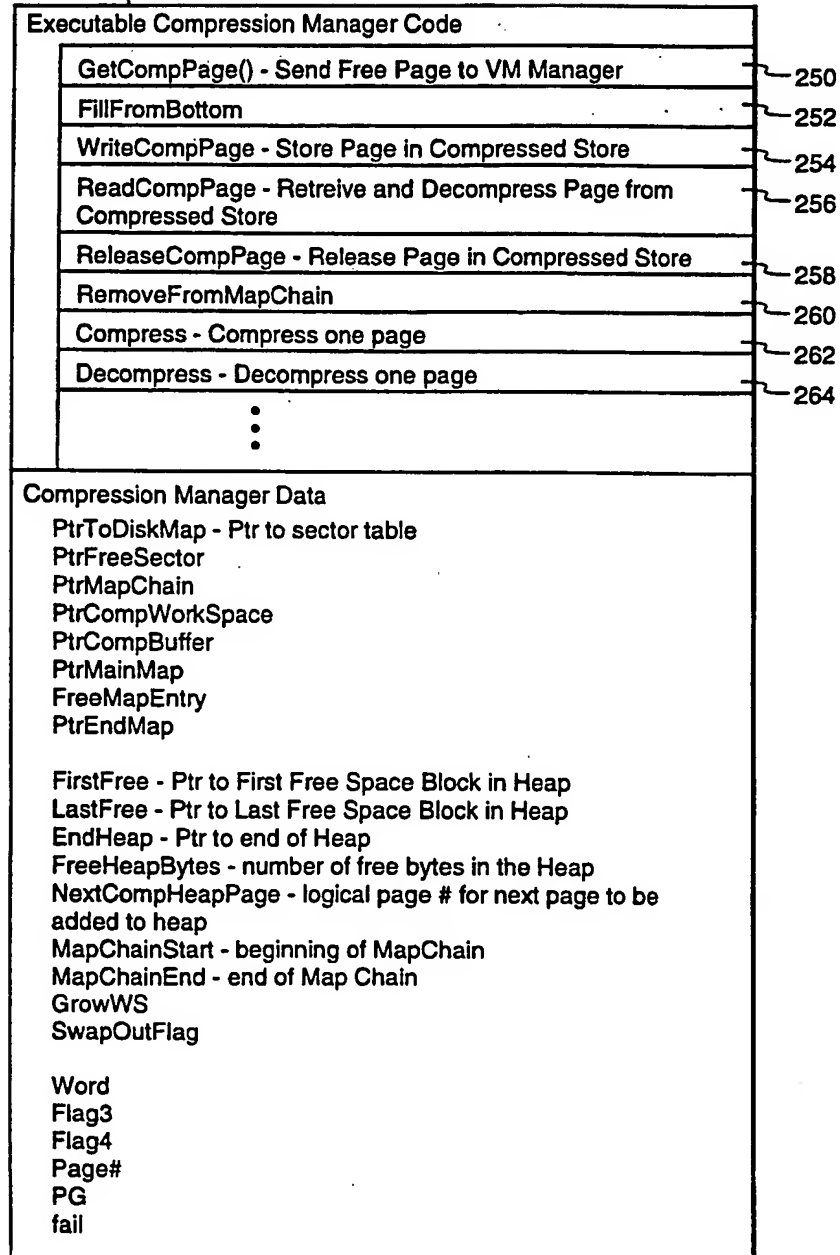 Executable Compression Manager Code
GetCompPage() - Send Free Page to VM Manager
250
FillFromBottom
252
WriteCompPage - Store Page in Compressed Store
254
ReadCompPage - Retreive and Decompress Page from
Compressed Store
256
ReleaseCompPage - Release Page in Compressed Store
258
RemoveFromMapChain
260
Compress - Compress one page
262
Decompress - Decompress one page
264
Compression Manager Data
PtrToDiskMap - Ptr to sector table
PtrFreeSector
PtrMapChain
PtrCompWorkSpace
PtrCompBuffer
PtrMainMap
FreeMapEntry
PtrEndMap
FirstFree - Ptr to First Free Space Block in Heap
LastFree - Ptr to Last Free Space Block in Heap
EndHeap - Ptr to end of Heap
FreeHeapBytes - number of free bytes in the Heap
NextCompHeapPage - logical page # for next page to be
added to heap
MapChainStart - beginning of MapChain
MapChainEnd - end of Map Chain
GrowWS
SwapOutFlag
Word
Flag3
Flag4
Page#
PG
fail